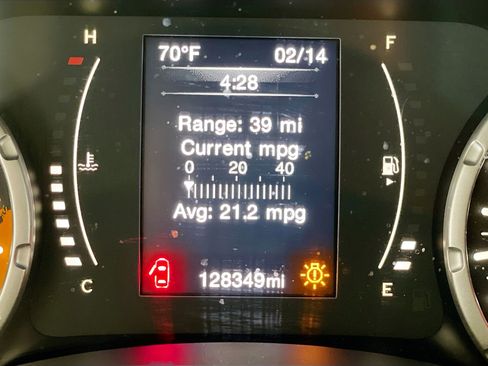 H
70°F 02/14
F
4:28
Range: 39 mi
Current mpg
0 20 40
Avg: 21.2 mpg
C
128349mi
E